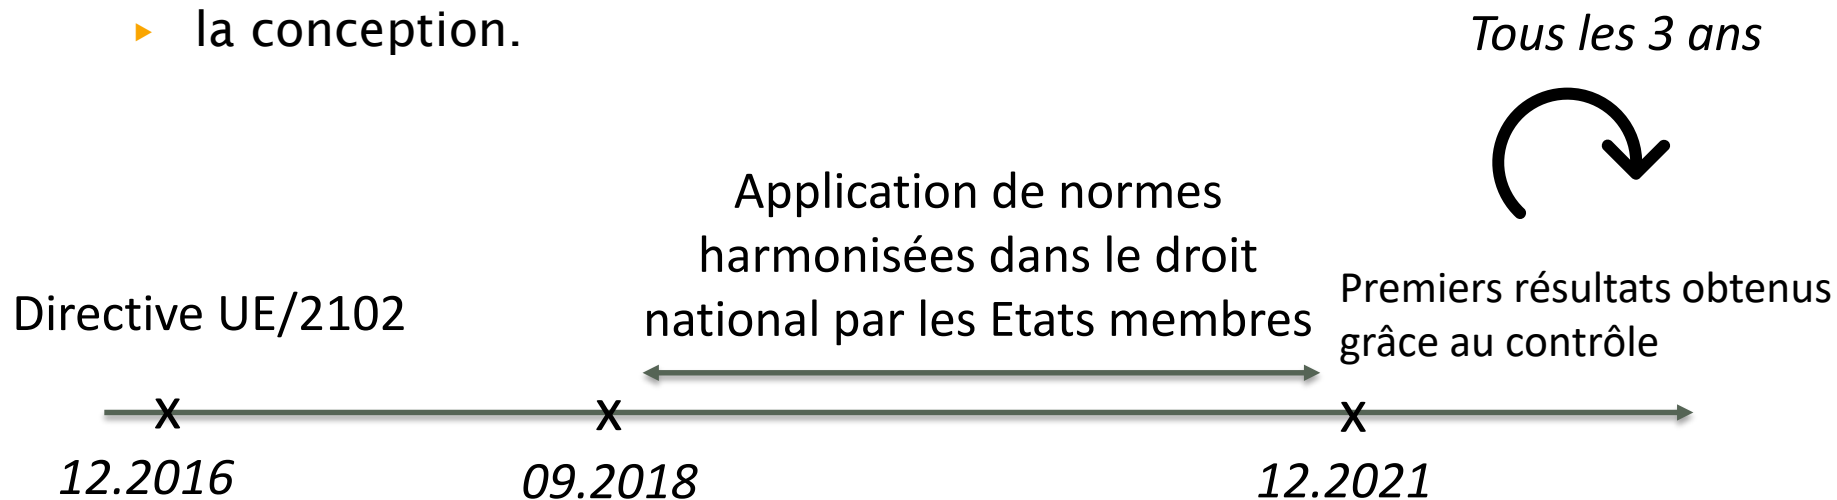 ▸ la conception.
Tous les 3 ans
Application de normes
harmonisées dans le droit
national par les Etats membres
Directive UE/2102
Premiers résultats obtenus
grâce au contrôle
x
x
x
12.2016
09.2018
12.2021